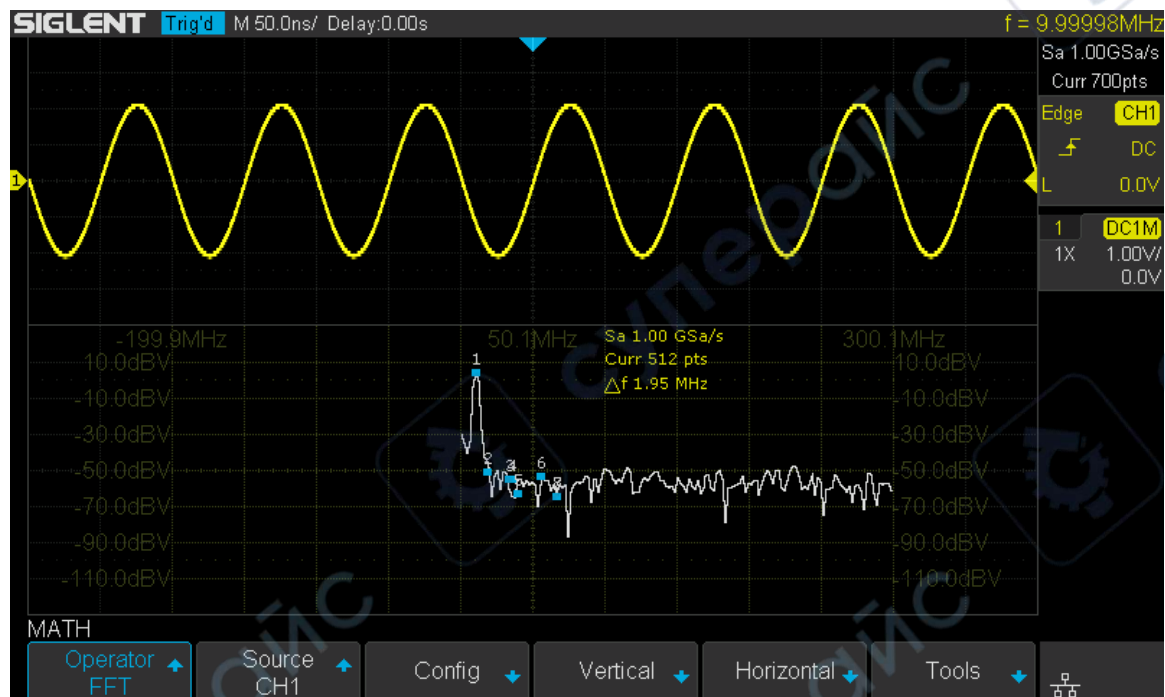 SIGLENT Trig'd M 50.0ns/ Delay:0.00s f = 9.99998MHz
Sa 1.00GSa/s
Curr 700pts
Edge CH1
DC
L 0.0V
1 DC1M
1X 1.00V/
0.0V
1
-199.9MHz 50.1MHz 300.1MHz
Sa 1.00 GSa/s
Curr 512 pts
△f 1.95 MHz
10.0dBV 10.0dBV
-10.0dBV -10.0dBV
-30.0dBV -30.0dBV
-50.0dBV -50.0dBV
-70.0dBV -70.0dBV
-90.0dBV -90.0dBV
-110.0dBV -110.0dBV
1
6
MATH
Operator Source Config Vertical Horizontal Tools
FFT CH1
суперайс